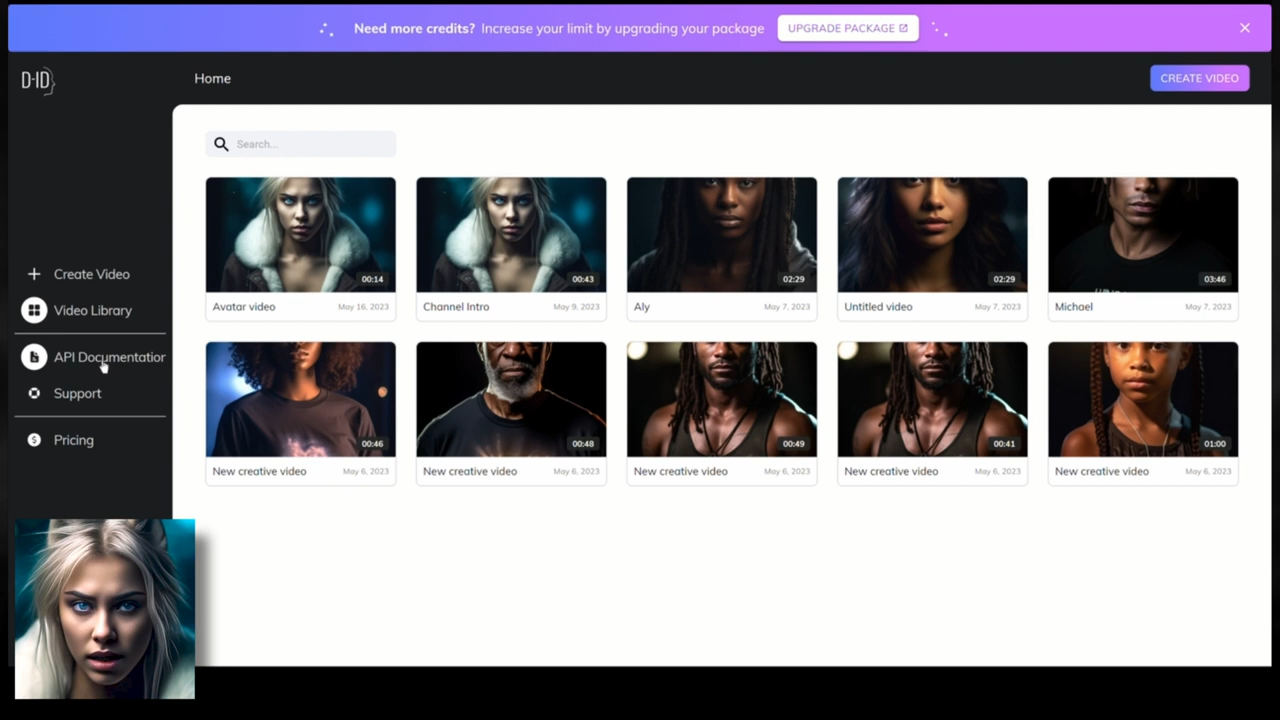 Need more credits? Increase your limit by upgrading your package UPGRADE PACKAGE
D-ID
Home
CREATE VIDEO
Search...
Create Video
Video Library
API Documentation
Support
Pricing
00:14
00:43
02:29
02:29
03:46
Avatar video May 16, 2023
Channel Intro May 9, 2023
Aly May 7, 2023
Untitled video May 7, 2023
Michael May 7, 2023
00:46
00:48
00:49
00:41
01:00
New creative video May 6, 2023
New creative video May 6, 2023
New creative video May 6, 2023
New creative video May 6, 2023
New creative video May 6, 2023